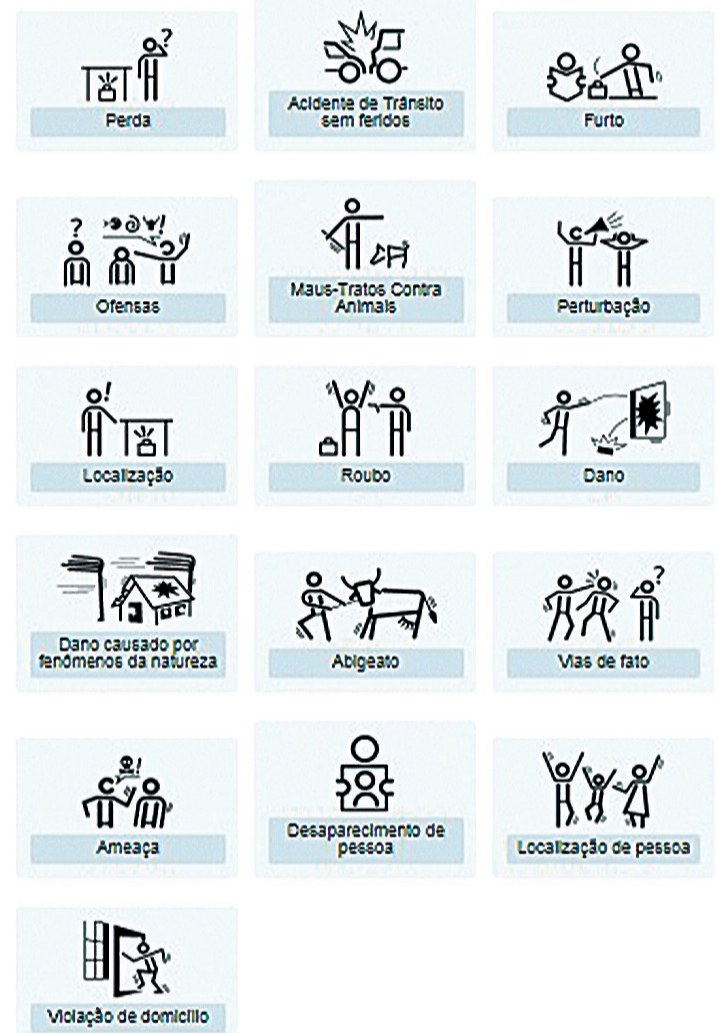 ?
Perda
Acidente de Trânsito
sem feridos
Furto
?
!
Ofensas
Maus-Tratos Contra
Animais
Perturbação
!
Localização
Roubo
Dano
Dano causado por
fenômenos da natureza
Abigeato
?
Vias de fato
!
Ameaça
Desaparecimento de
pessoa
Localização de pessoa
Violação de domicílio